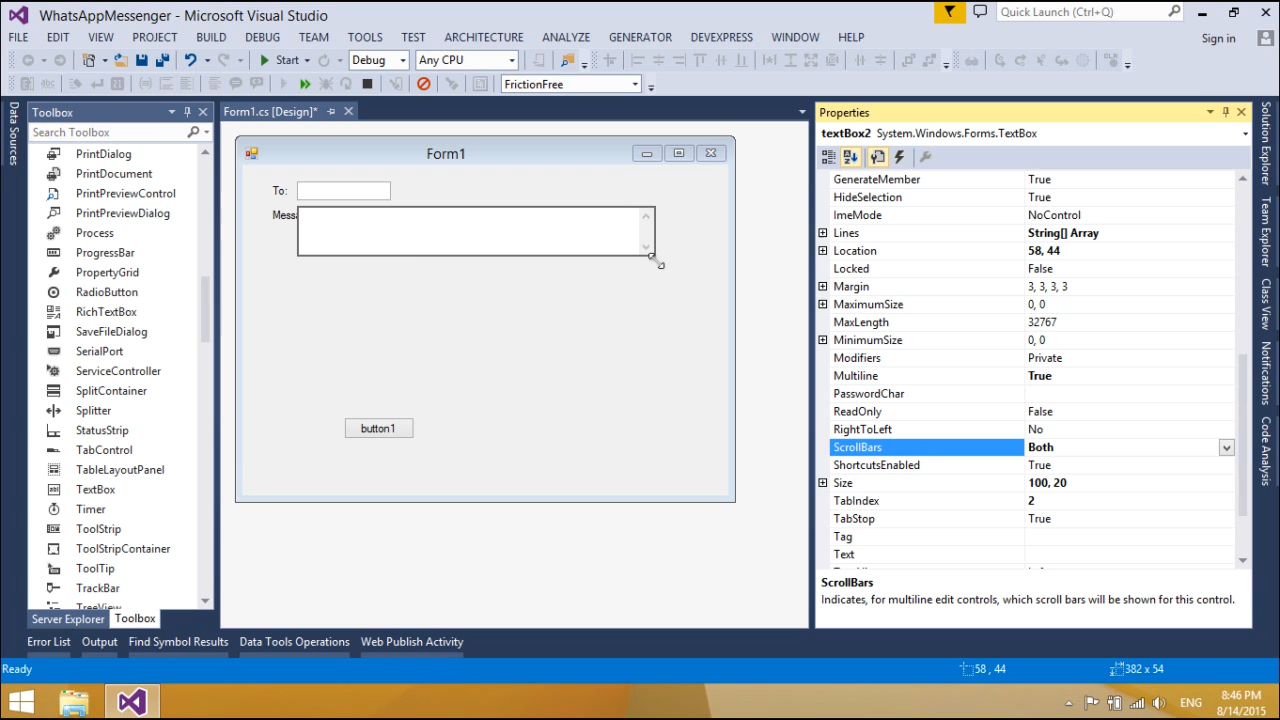 WhatsAppMessenger - Microsoft Visual Studio
Quick Launch (Ctrl+Q)
FILE EDIT VIEW PROJECT BUILD DEBUG TEAM TOOLS TEST ARCHITECTURE ANALYZE GENERATOR DEVEXPRESS WINDOW HELP
Sign in
Start Debug Any CPU
FrictionFree
Data Sources
Toolbox
Search Toolbox
PrintDialog
PrintDocument
PrintPreviewControl
PrintPreviewDialog
Process
ProgressBar
PropertyGrid
RadioButton
RichTextBox
SaveFileDialog
SerialPort
ServiceController
SplitContainer
Splitter
StatusStrip
TabControl
TableLayoutPanel
TextBox
Timer
ToolStrip
ToolStripContainer
ToolTip
TrackBar
TreeView
Server Explorer Toolbox
Form1.cs [Design]*
Form1
To:
Messa
button1
Properties
textBox2 System.Windows.Forms.TextBox
GenerateMember True
HideSelection True
ImeMode NoControl
Lines String[] Array
Location 58, 44
Locked False
Margin 3, 3, 3, 3
MaximumSize 0, 0
MaxLength 32767
MinimumSize 0, 0
Modifiers Private
Multiline True
PasswordChar
ReadOnly False
RightToLeft No
ScrollBars Both
ShortcutsEnabled True
Size 100, 20
TabIndex 2
TabStop True
Tag
Text
ScrollBars
Indicates, for multiline edit controls, which scroll bars will be shown for this control.
Solution Explorer
Team Explorer
Class View
Notifications
Code Analysis
Error List Output Find Symbol Results Data Tools Operations Web Publish Activity
Ready
58 , 44
382 x 54
ENG
8:46 PM
8/14/2015